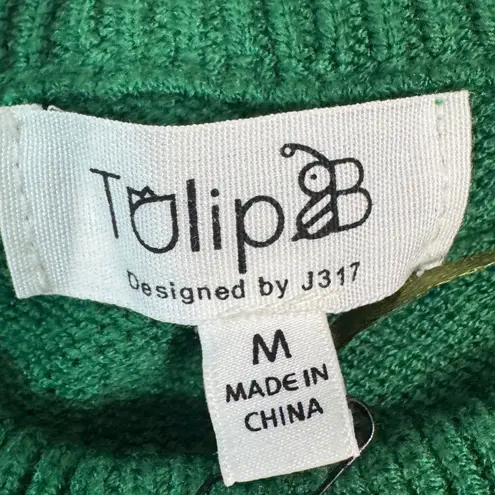 Tulip B
Designed by J317
M
MADE IN
CHINA